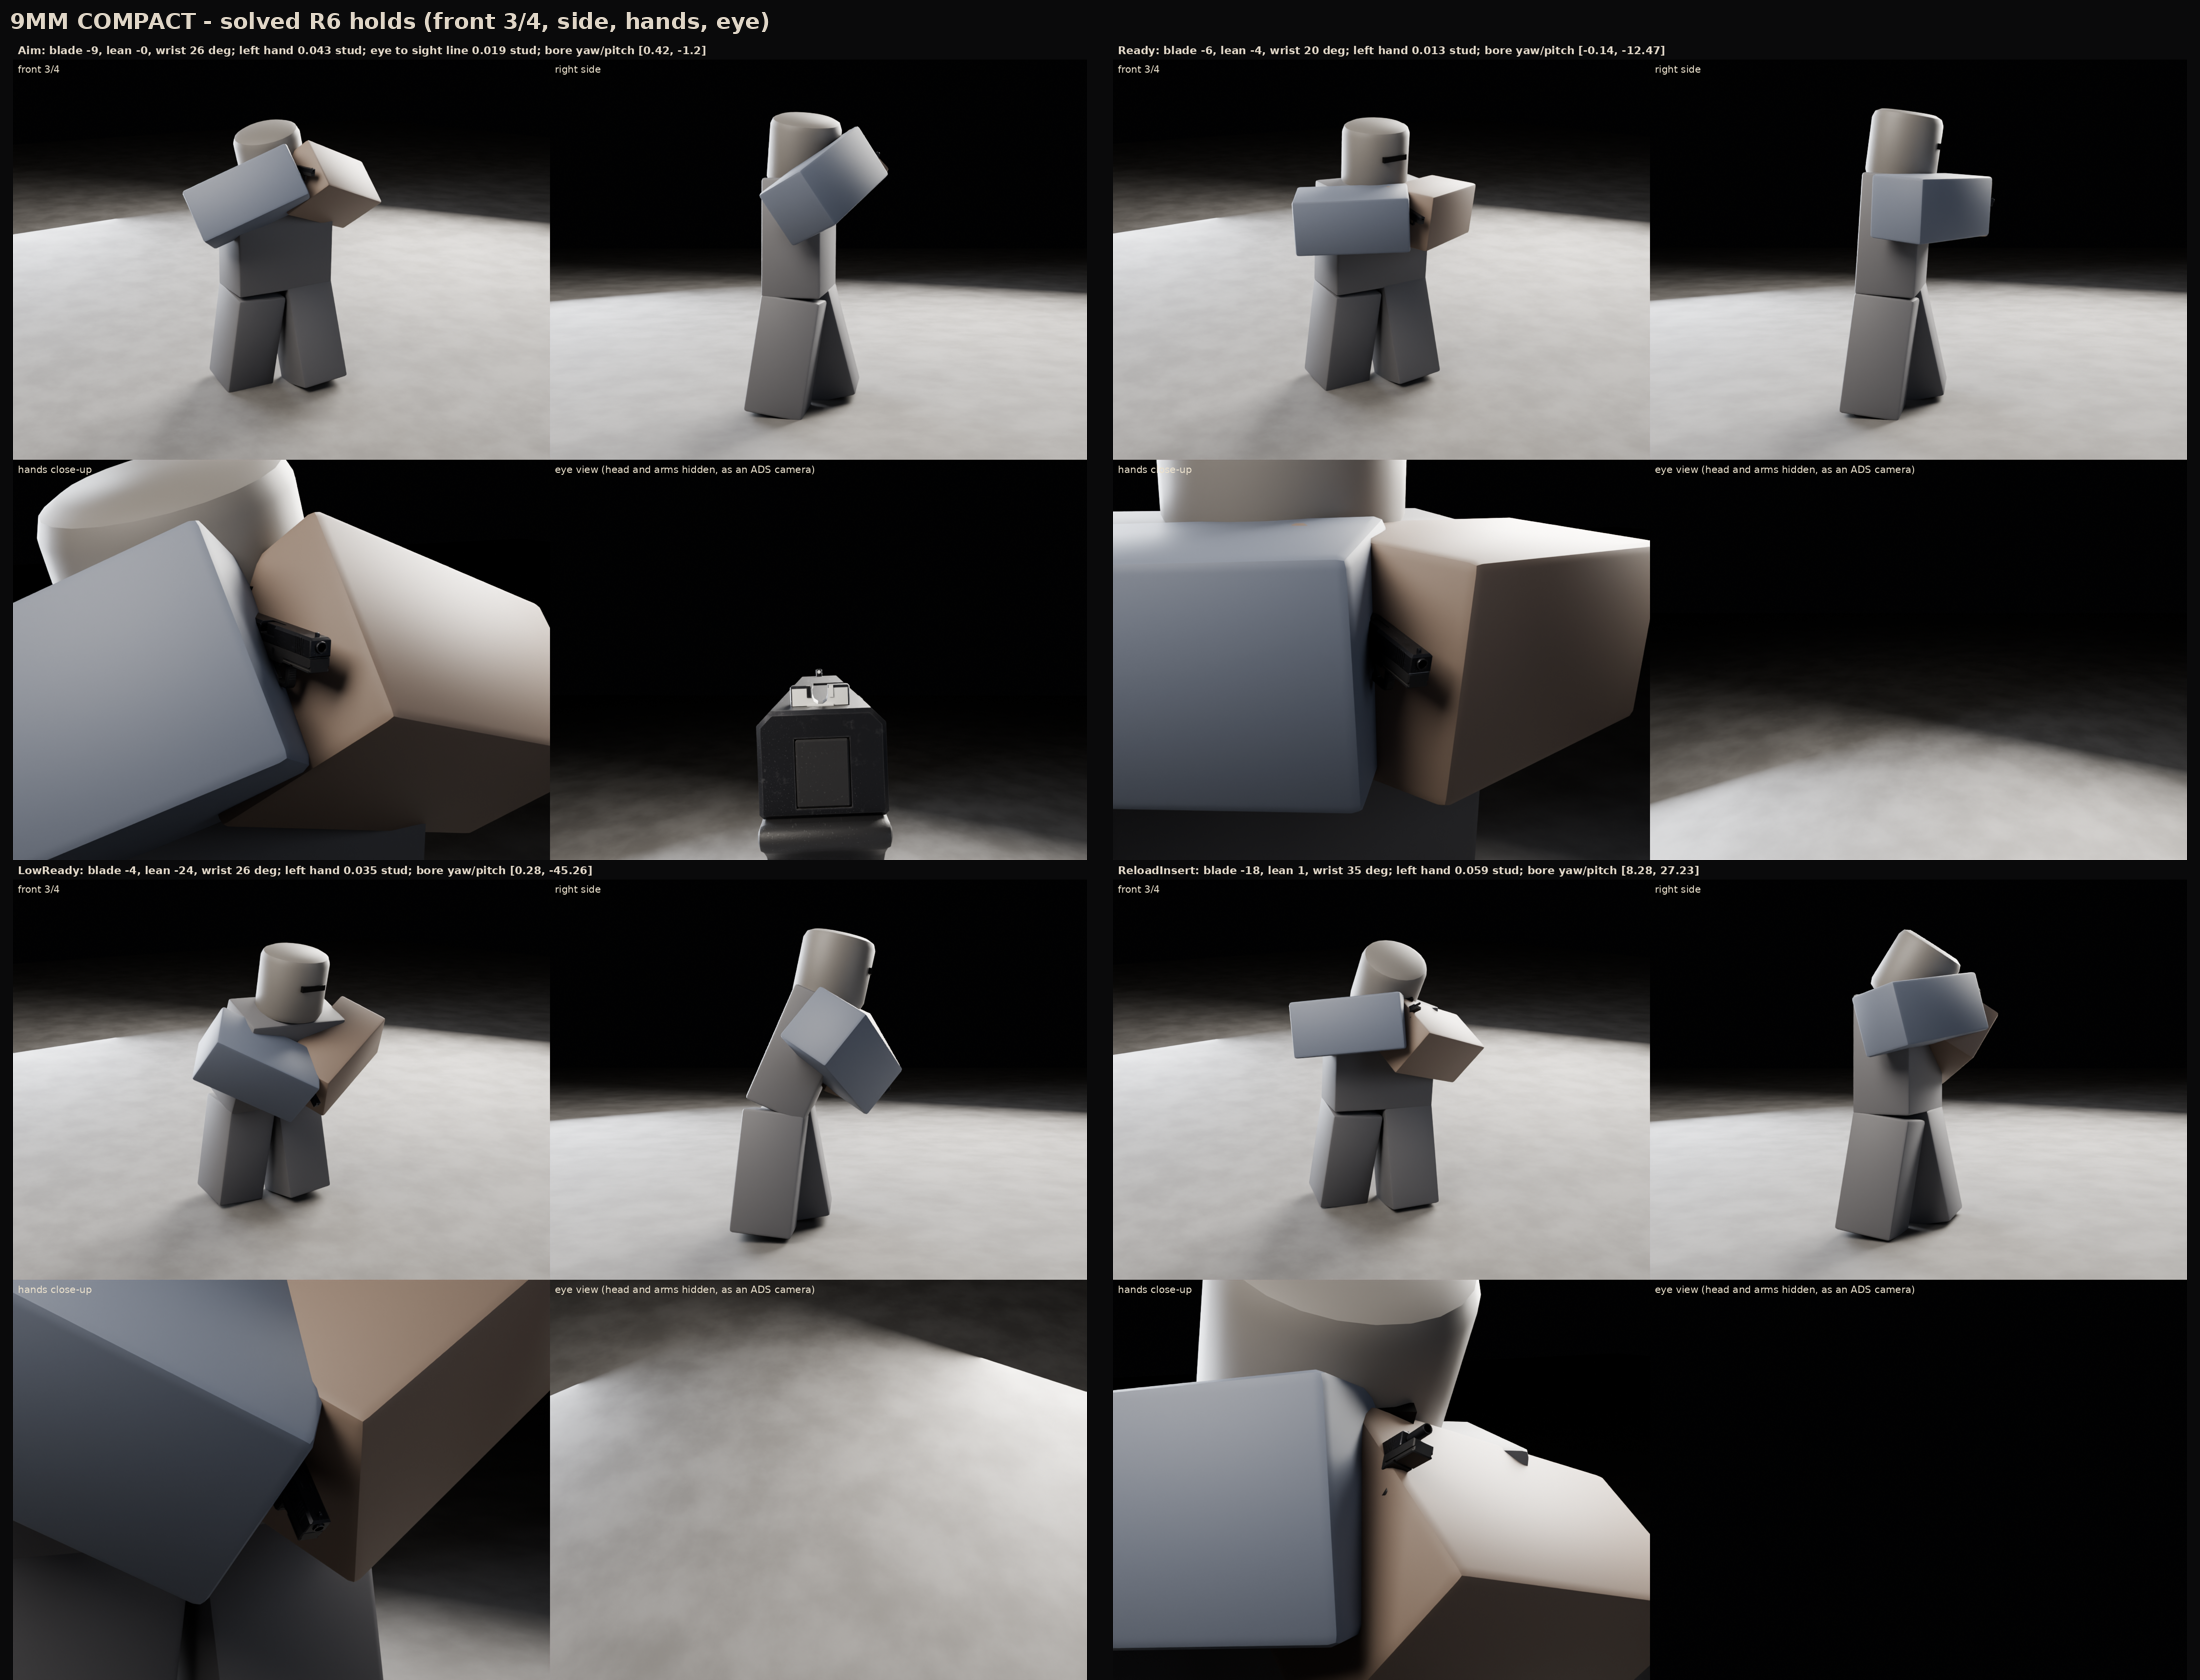 9MM COMPACT - solved R6 holds (front 3/4, side, hands, eye)
Aim: blade -9, lean -0, wrist 26 deg; left hand 0.043 stud; eye to sight line 0.019 stud; bore yaw/pitch [0.42, -1.2]
front 3/4
right side
hands close-up
eye view (head and arms hidden, as an ADS camera)
Ready: blade -6, lean -4, wrist 20 deg; left hand 0.013 stud; bore yaw/pitch [-0.14, -12.47]
front 3/4
right side
hands close-up
eye view (head and arms hidden, as an ADS camera)
LowReady: blade -4, lean -24, wrist 26 deg; left hand 0.035 stud; bore yaw/pitch [0.28, -45.26]
front 3/4
right side
hands close-up
eye view (head and arms hidden, as an ADS camera)
ReloadInsert: blade -18, lean 1, wrist 35 deg; left hand 0.059 stud; bore yaw/pitch [8.28, 27.23]
front 3/4
right side
hands close-up
eye view (head and arms hidden, as an ADS camera)